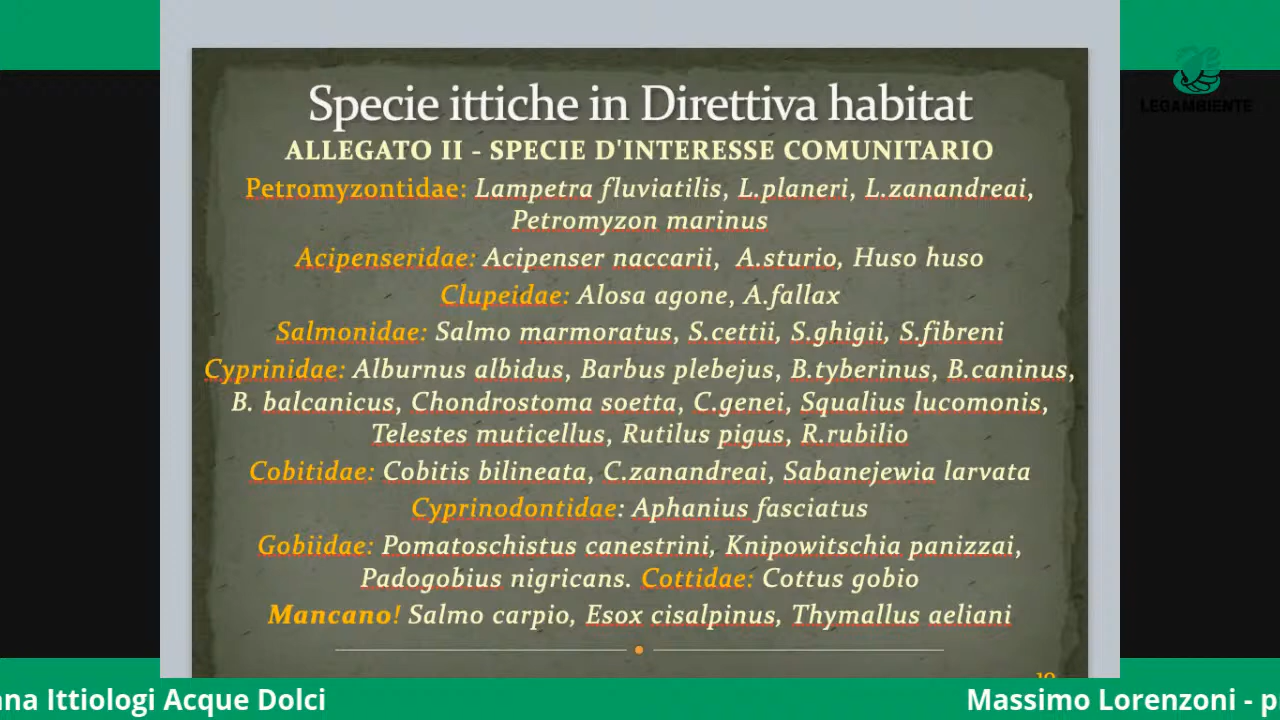 LEGAMBIENTE
Specie ittiche in Direttiva habitat
ALLEGATO II - SPECIE D'INTERESSE COMUNITARIO
Petromyzontidae: Lampetra fluviatilis, L.planeri, L.zanandreai,
Petromyzon marinus
Acipenseridae: Acipenser naccarii, A.sturio, Huso huso
Clupeidae: Alosa agone, A.fallax
Salmonidae: Salmo marmoratus, S.cettii, S.ghigii, S.fibreni
Cyprinidae: Alburnus albidus, Barbus plebejus, B.tyberinus, B.caninus,
B. balcanicus, Chondrostoma soetta, C.genei, Squalius lucomonis,
Telestes muticellus, Rutilus pigus, R.rubilio
Cobitidae: Cobitis bilineata, C.zanandreai, Sabanejewia larvata
Cyprinodontidae: Aphanius fasciatus
Gobiidae: Pomatoschistus canestrini, Knipowitschia panizzai,
Padogobius nigricans. Cottidae: Cottus gobio
Mancano! Salmo carpio, Esox cisalpinus, Thymallus aeliani
ana Ittiologi Acque Dolci
Massimo Lorenzoni - p